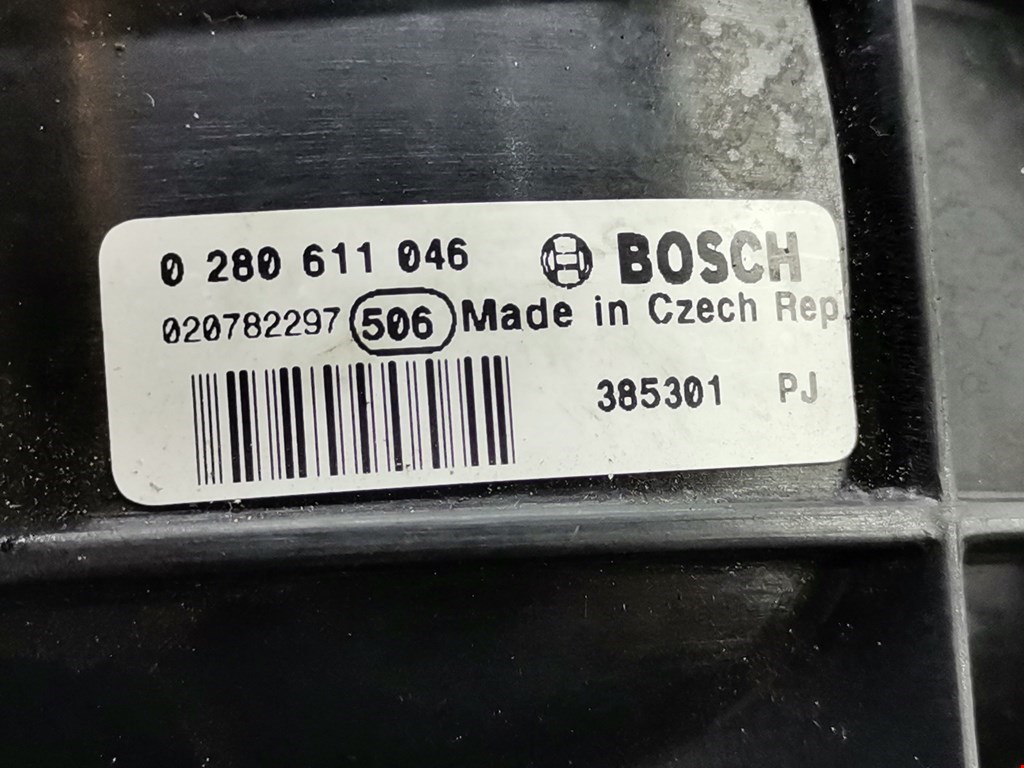 0 280 611 046 BOSCH
020782297 506 Made in Czech Rep.
385301 PJ